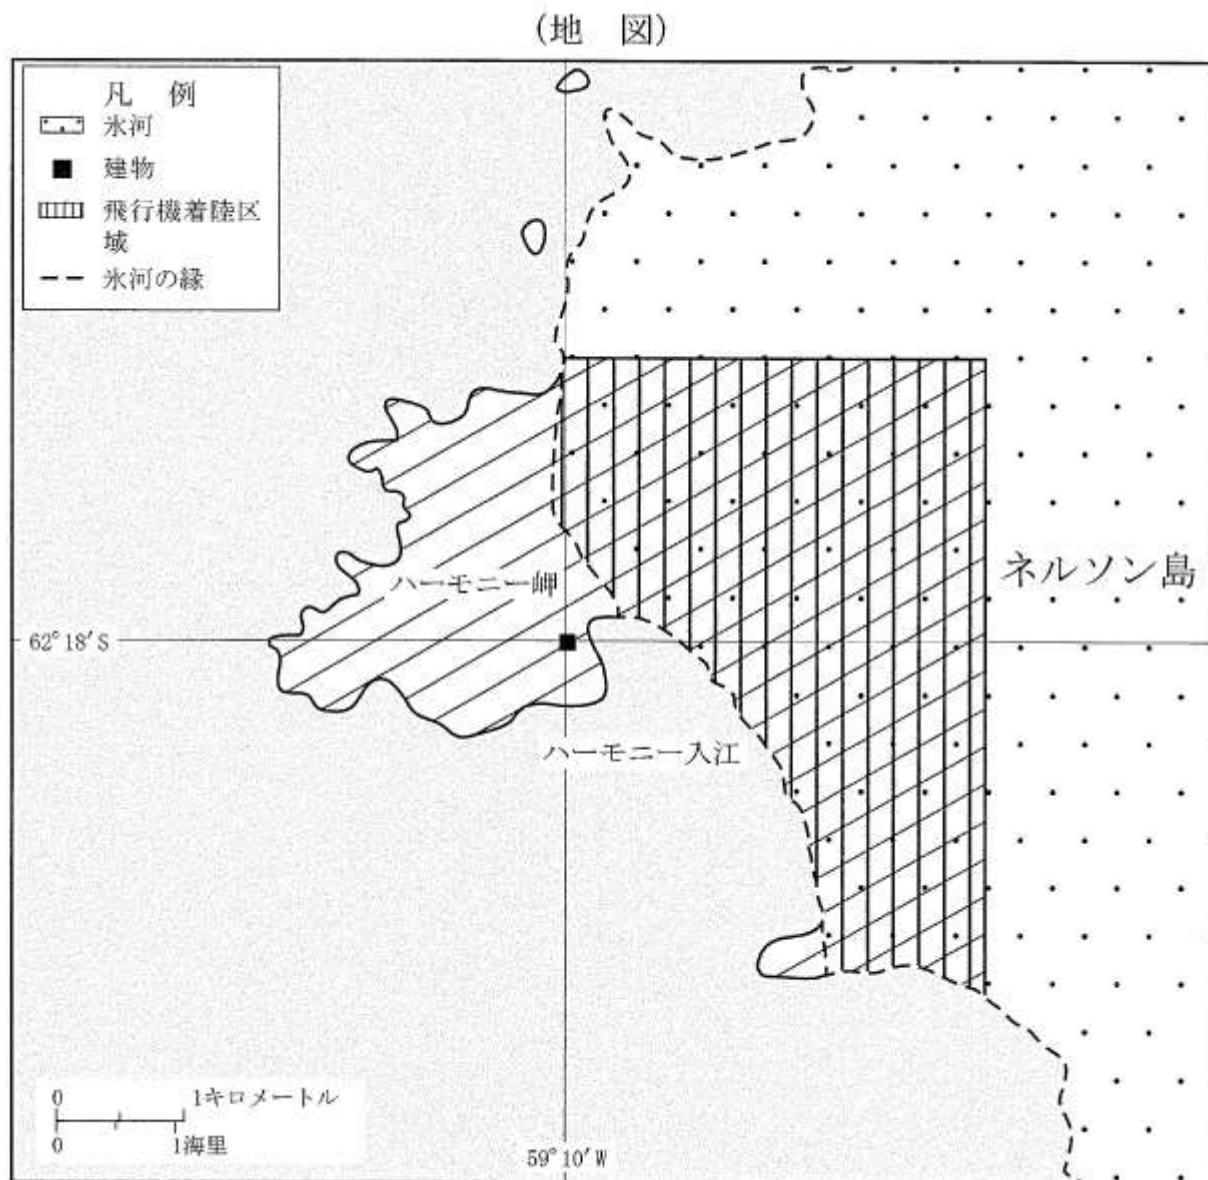 (地 図)
凡 例
氷河
建物
飛行機着陸区
域
氷河の縁
ハーモニー岬
ネルソン島
62°18′S
ハーモニー入江
0 1キロメートル
0 1海里
59°10′W